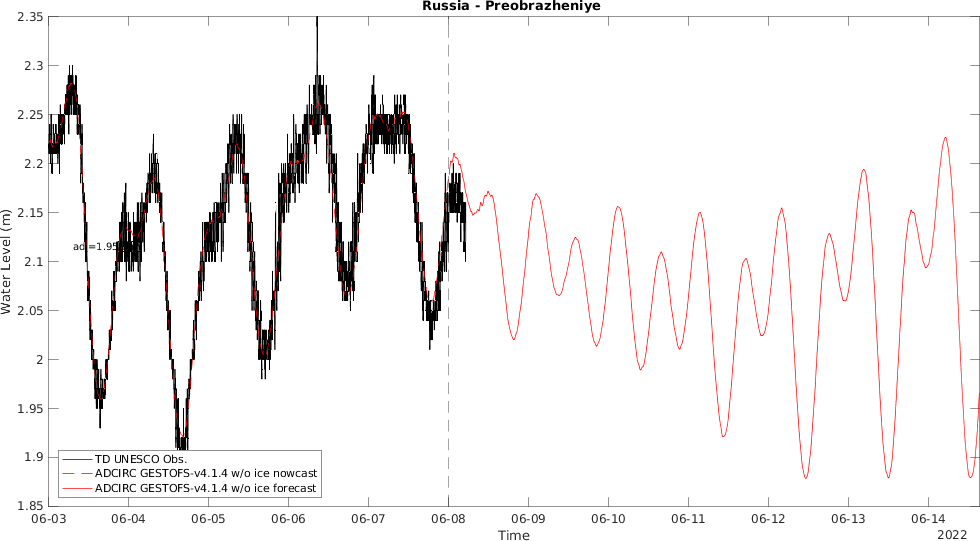 Russia - Preobrazheniye
2.35
2.3
2.25
2.2
2.15
2.1
2.05
2
1.95
1.9
1.85
Water Level (m)
adj=1.95
TD UNESCO Obs.
ADCIRC GESTOFS-v4.1.4 w/o ice nowcast
ADCIRC GESTOFS-v4.1.4 w/o ice forecast
06-03 06-04 06-05 06-06 06-07 06-08 06-09 06-10 06-11 06-12 06-13 06-14
Time
2022